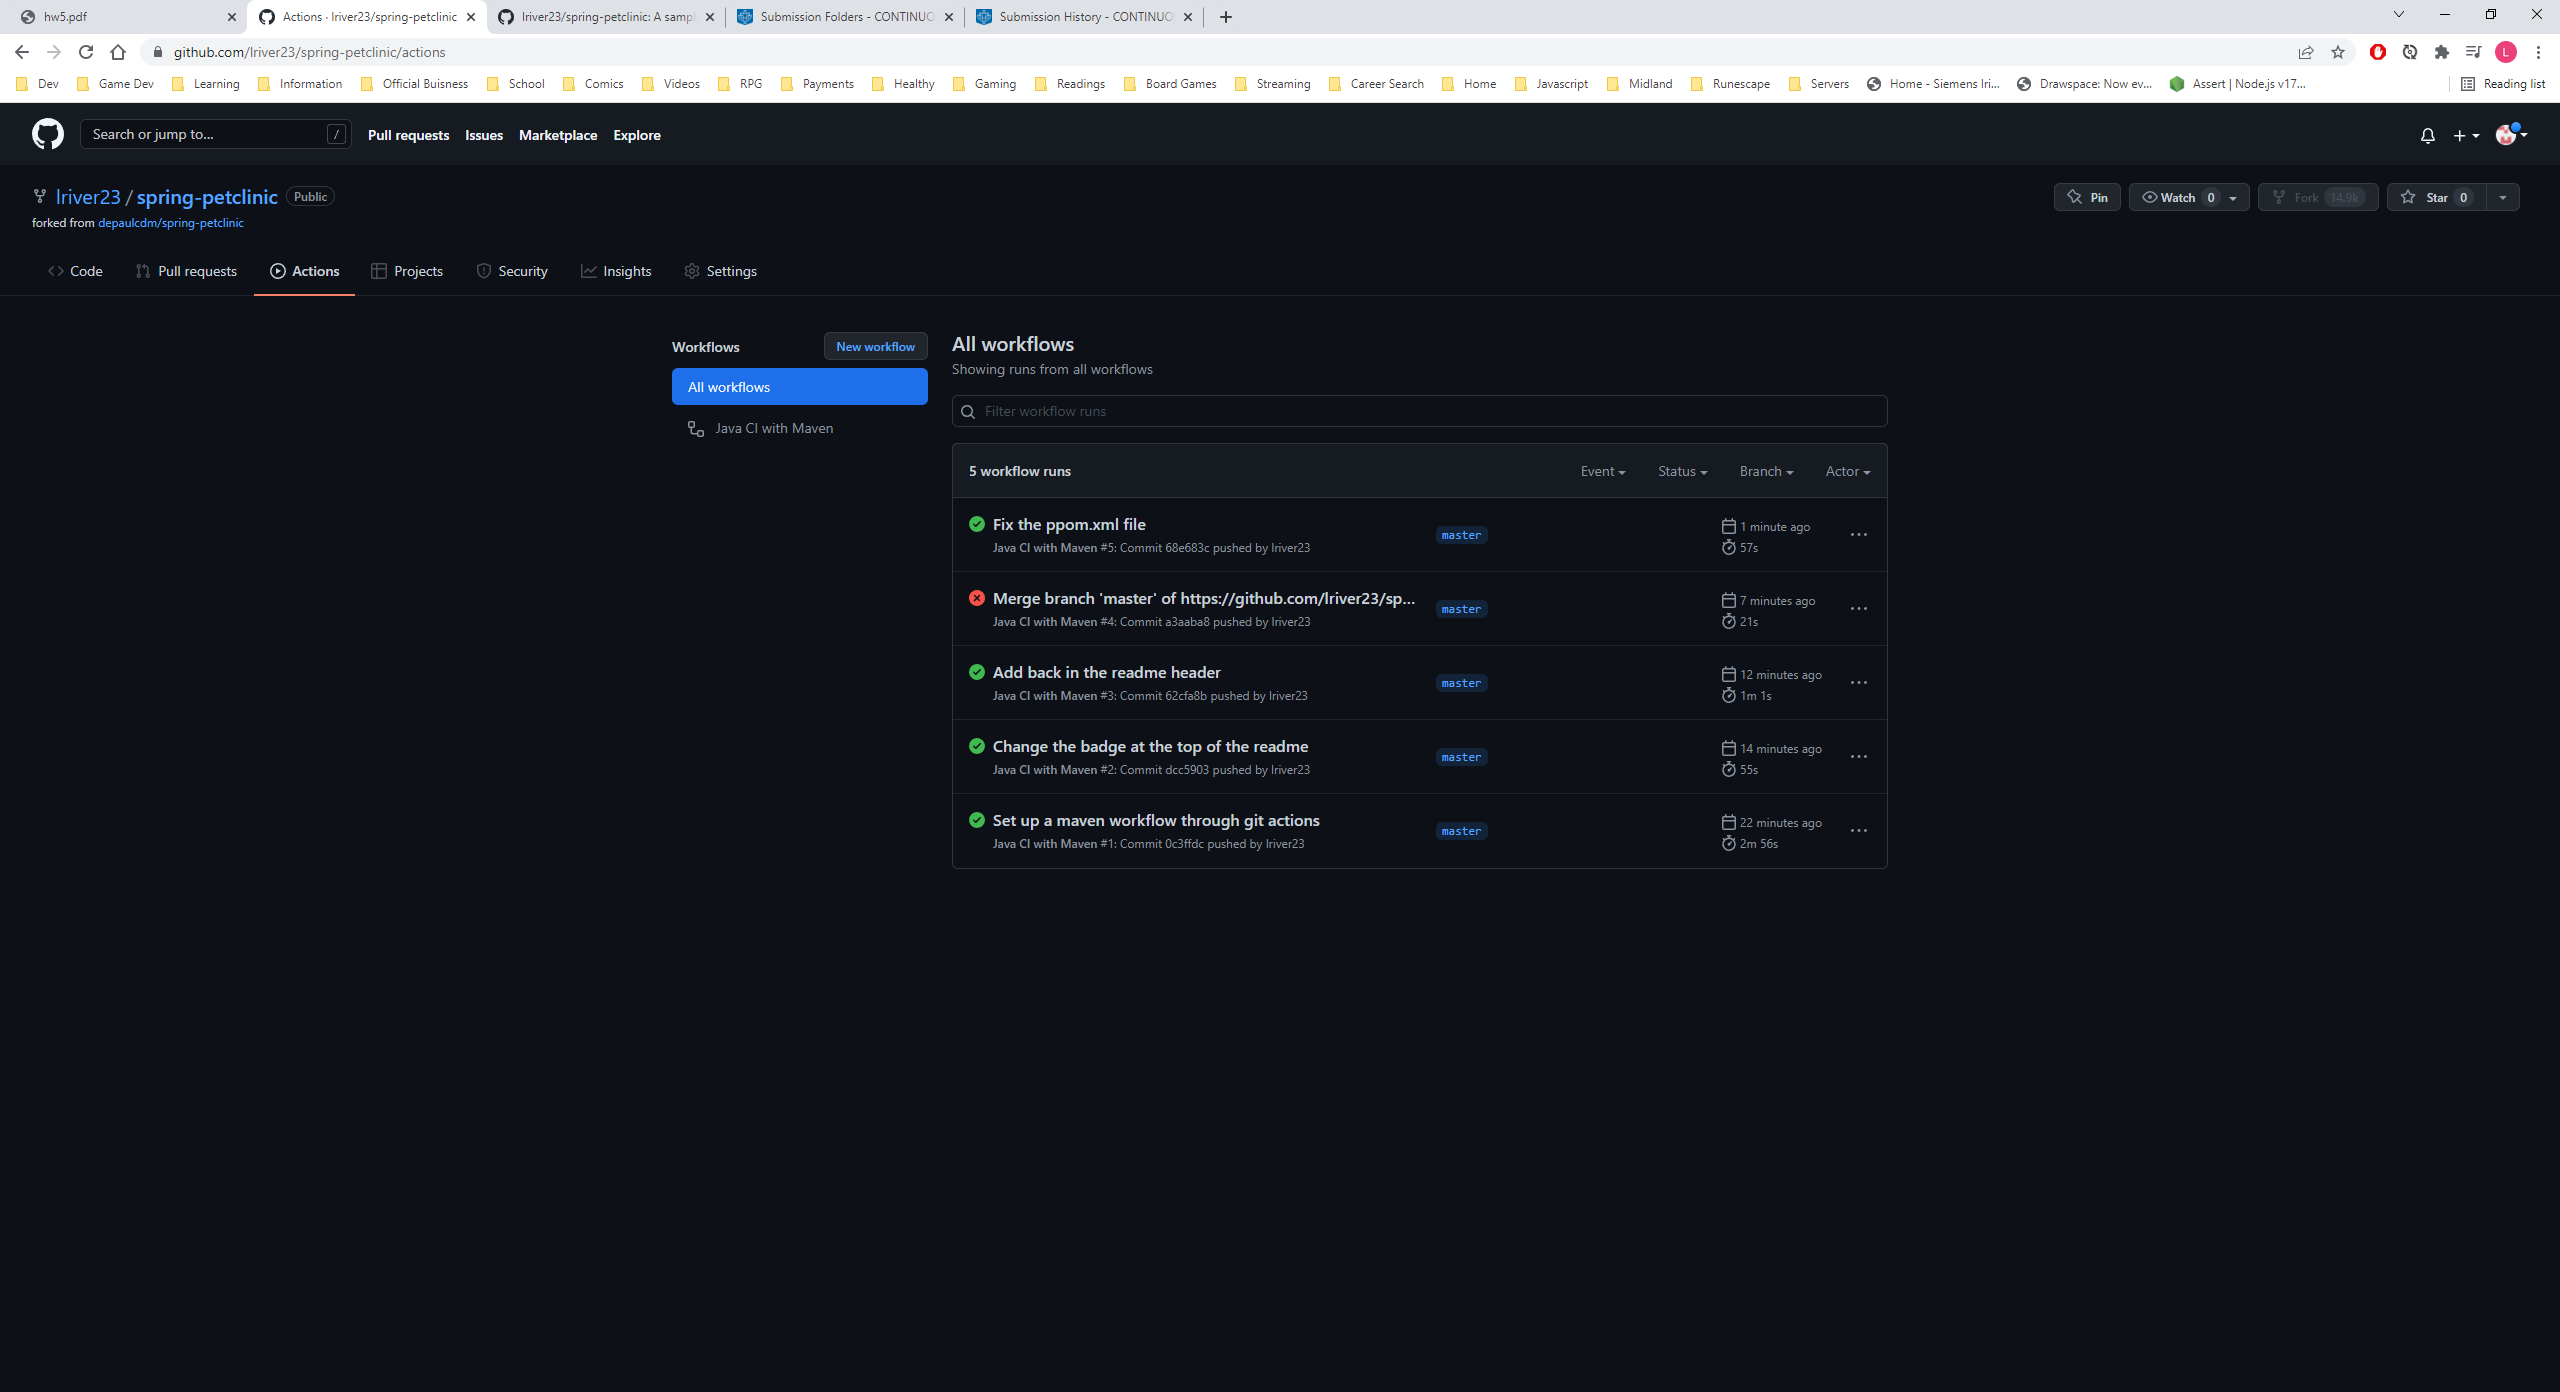 hw5.pdf
Actions · lriver23/spring-petclinic
lriver23/spring-petclinic: A samp
Submission Folders - CONTINUO
Submission History - CONTINUO
github.com/lriver23/spring-petclinic/actions
L
Dev Game Dev Learning Information Official Buisness School Comics Videos RPG Payments Healthy Gaming Readings Board Games Streaming Career Search Home Javascript Midland Runescape Servers Home - Siemens Iri... Drawspace: Now ev... Assert | Node.js v17... Reading list
Search or jump to... / Pull requests Issues Marketplace Explore
lriver23 / spring-petclinic Public
Pin Watch 0 Fork 14.9k Star 0
forked from depaulcdm/spring-petclinic
Code Pull requests Actions Projects Security Insights Settings
Workflows New workflow
All workflows
Java CI with Maven
All workflows
Showing runs from all workflows
Filter workflow runs
5 workflow runs Event Status Branch Actor
Fix the ppom.xml file
Java CI with Maven #5: Commit 68e683c pushed by lriver23
master
1 minute ago
57s
Merge branch 'master' of https://github.com/lriver23/sp...
Java CI with Maven #4: Commit a3aaba8 pushed by lriver23
master
7 minutes ago
21s
Add back in the readme header
Java CI with Maven #3: Commit 62cfa8b pushed by lriver23
master
12 minutes ago
1m 1s
Change the badge at the top of the readme
Java CI with Maven #2: Commit dcc5903 pushed by lriver23
master
14 minutes ago
55s
Set up a maven workflow through git actions
Java CI with Maven #1: Commit 0c3ffdc pushed by lriver23
master
22 minutes ago
2m 56s